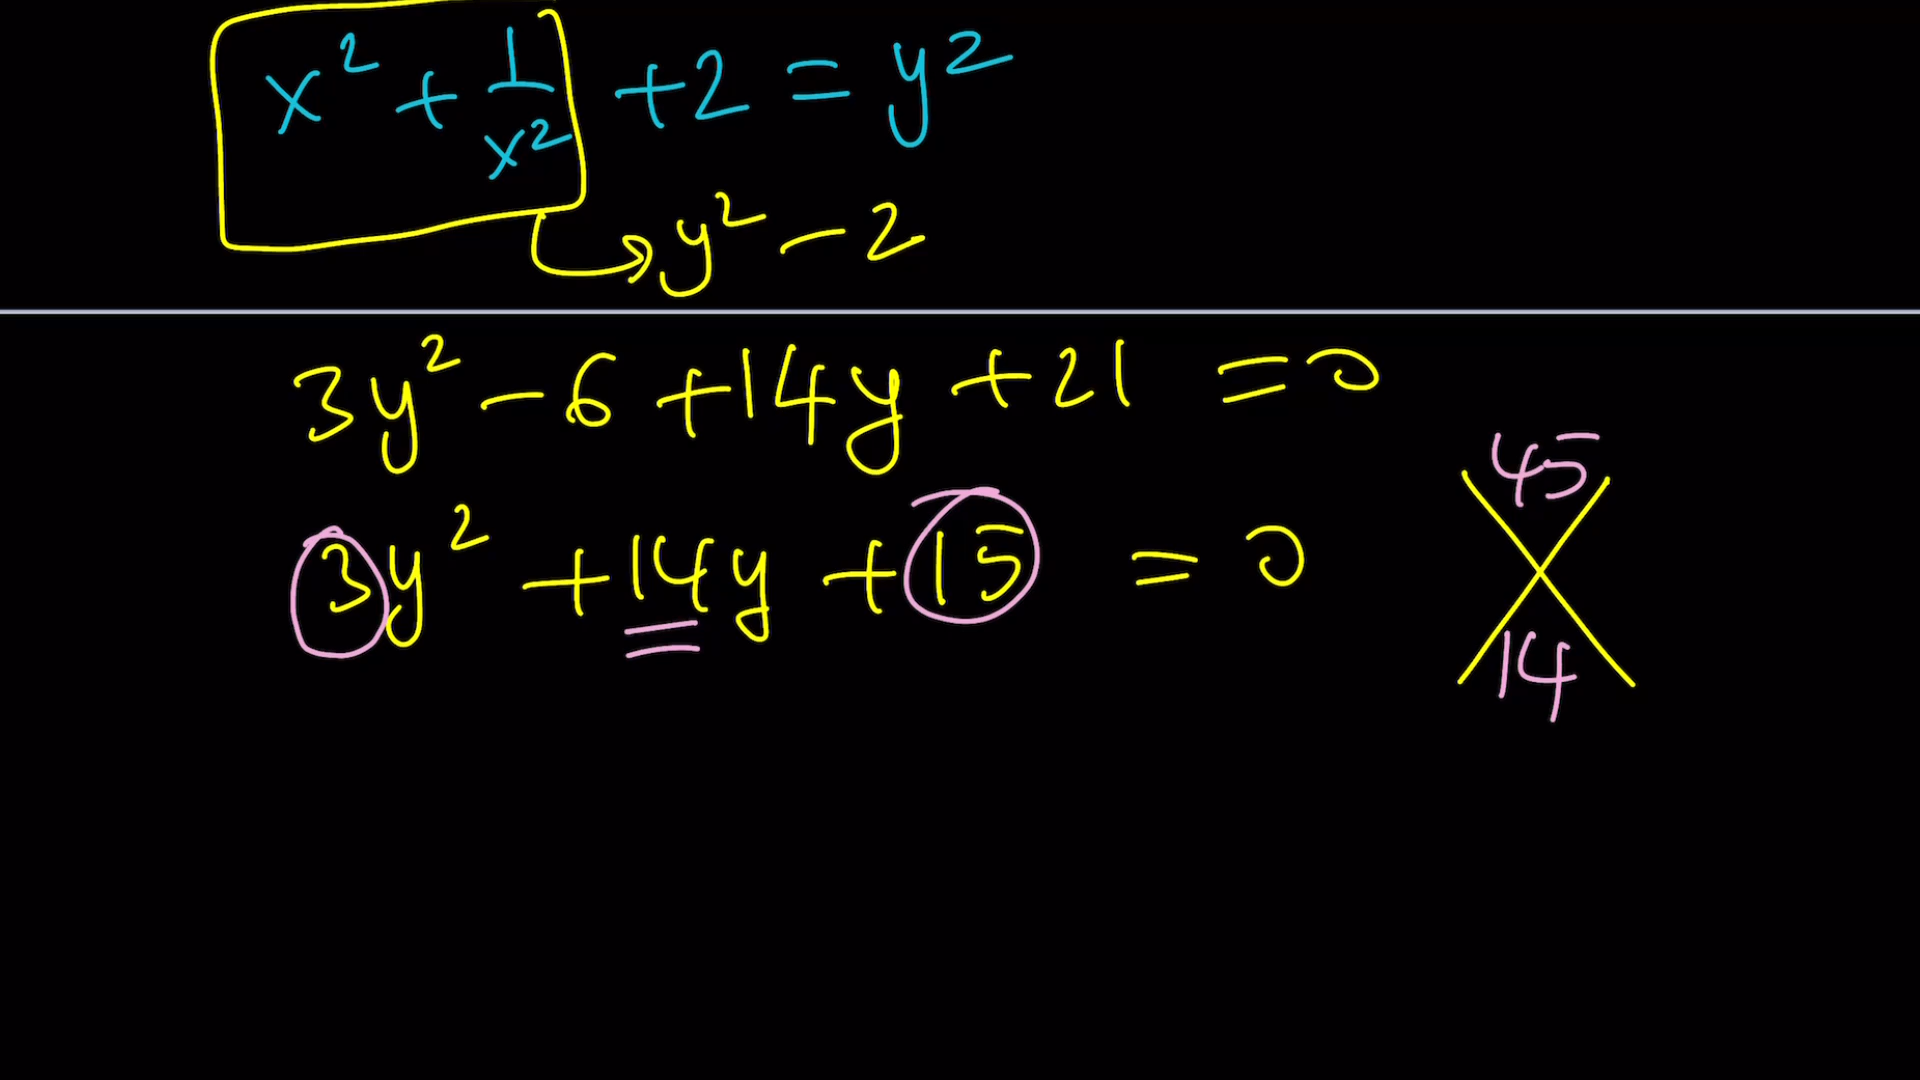 x² + 1/x² + 2 = y²
y² - 2
3y² - 6 + 14y + 21 = 0
45
3y² + 14y + 15 = 0
14